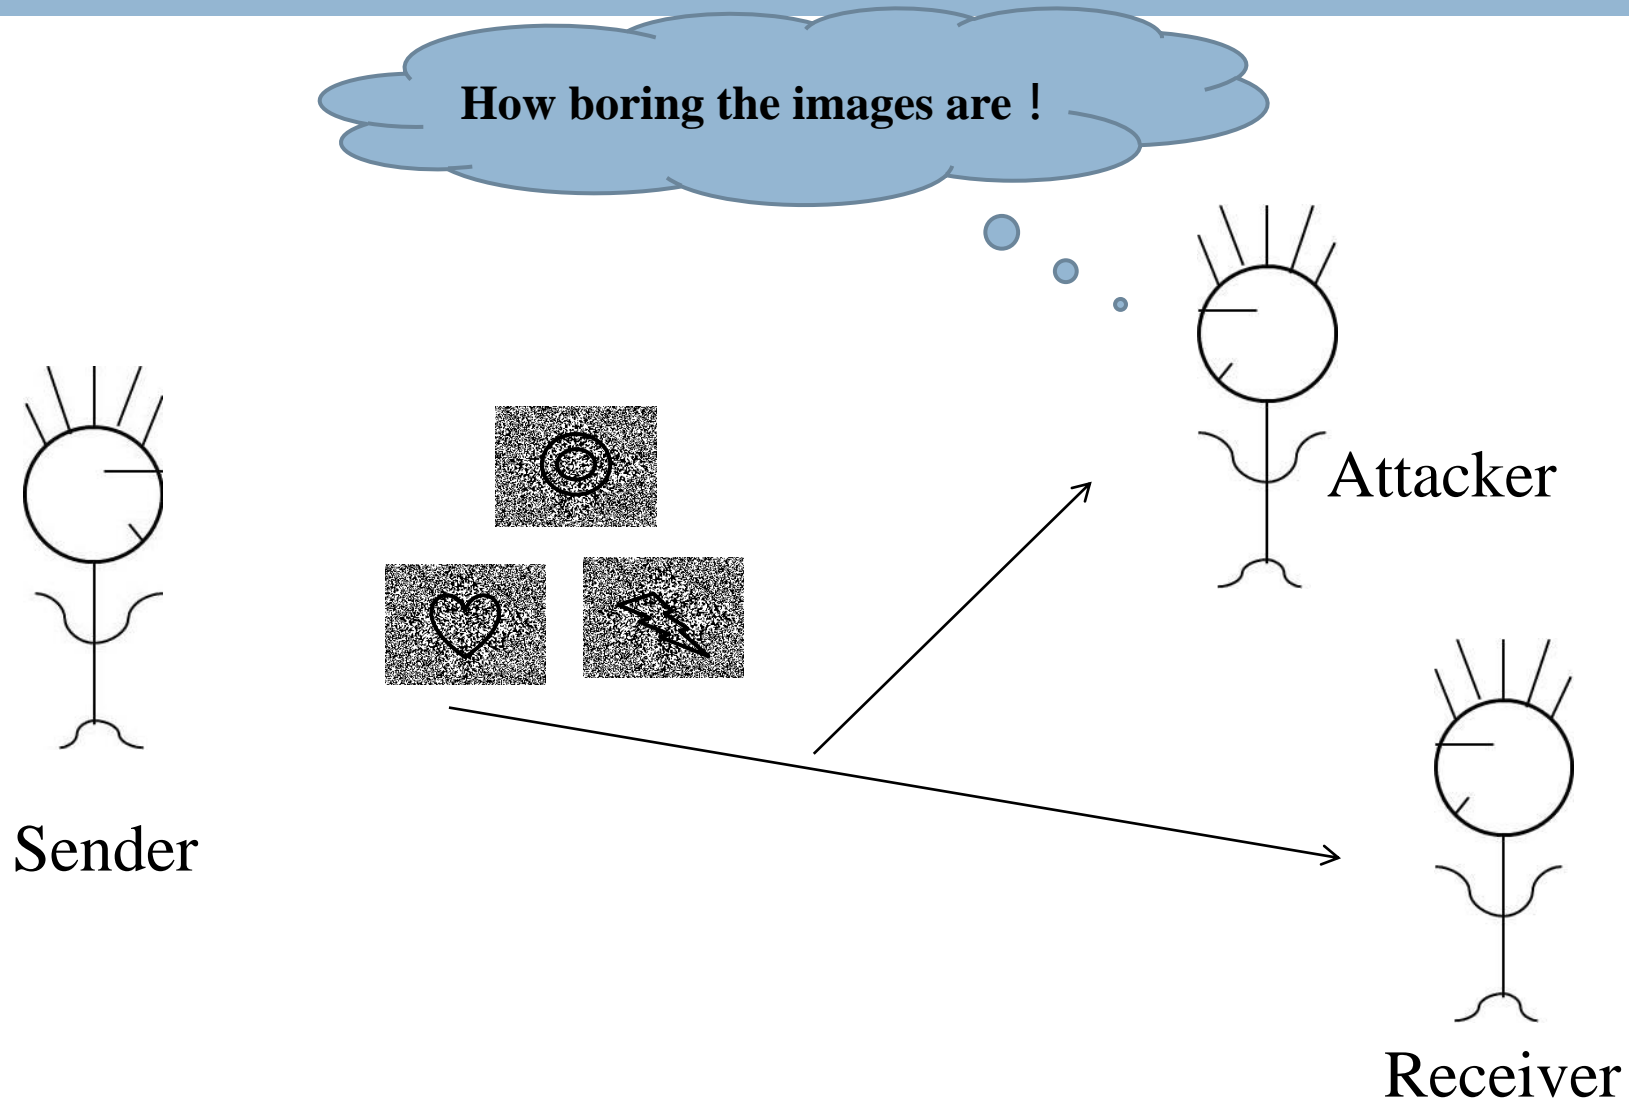 How boring the images are !
Attacker
Sender
Receiver